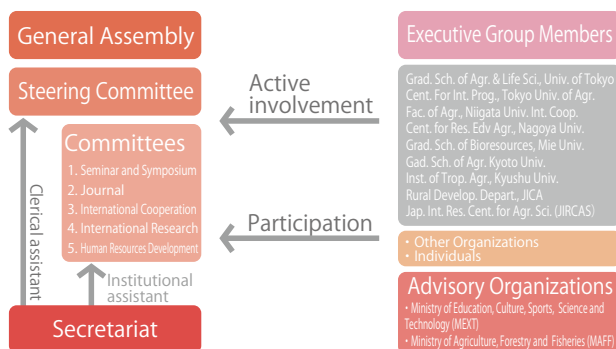 General Assembly
Steering Committee
Committees
1. Seminar and Symposium
2. Journal
3. International Cooperation
4. International Research
5. Human Resources Development
Clerical assistant
Institutional
assistant
Secretariat
Active
involvement
Participation
Executive Group Members
Grad. Sch. of Agr. & Life Sci., Univ. of Tokyo
Cent. For Int. Prog., Tokyo Univ. of Agr.
Fac. of Agr., Niigata Univ. Int. Coop.
Cent. for Res. Edv Agr., Nagoya Univ.
Grad. Sch. of Bioresources, Mie Univ.
Gad. Sch. of Agr. Kyoto Univ.
Inst. of Trop. Agr., Kyushu Univ.
Rural Develop. Depart., JICA
Jap. Int. Res. Cent. for Agr. Sci. (JIRCAS)
・Other Organizations
・Individuals
Advisory Organizations
・Ministry of Education, Culture, Sports, Science and
Technology (MEXT)
・Ministry of Agriculture, Forestry and Fisheries (MAFF)